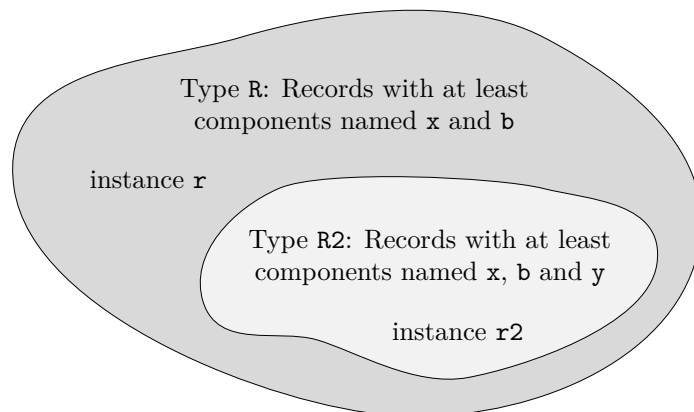 Type R: Records with at least
components named x and b
instance r
Type R2: Records with at least
components named x, b and y
instance r2